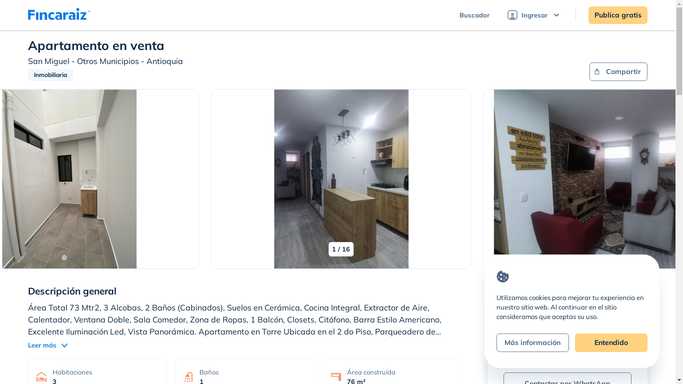 Fincaraiz
Buscador
Ingresar
Publica gratis
Apartamento en venta
San Miguel - Otros Municipios - Antioquia
Inmobiliaria
Compartir
1 / 16
Descripción general
Área Total 73 Mtr2, 3 Alcobas, 2 Baños (Cabinados), Suelos en Cerámica, Cocina Integral, Extractor de Aire,
Calentador, Ventana Doble, Sala Comedor, Zona de Ropas, 1 Balcón, Closets, Citófono, Barra Estilo Americano,
Excelente Iluminación Led, Vista Panorámica. Apartamento en Torre Ubicado en el 2 do Piso, Parqueadero de...
Leer más
Habitaciones
3
Baños
1
Área construida
76 m²
Utilizamos cookies para mejorar tu experiencia en
nuestro sitio web. Al continuar en el sitio
consideramos que aceptas su uso.
Más información
Entendido
Contactar por WhatsApp